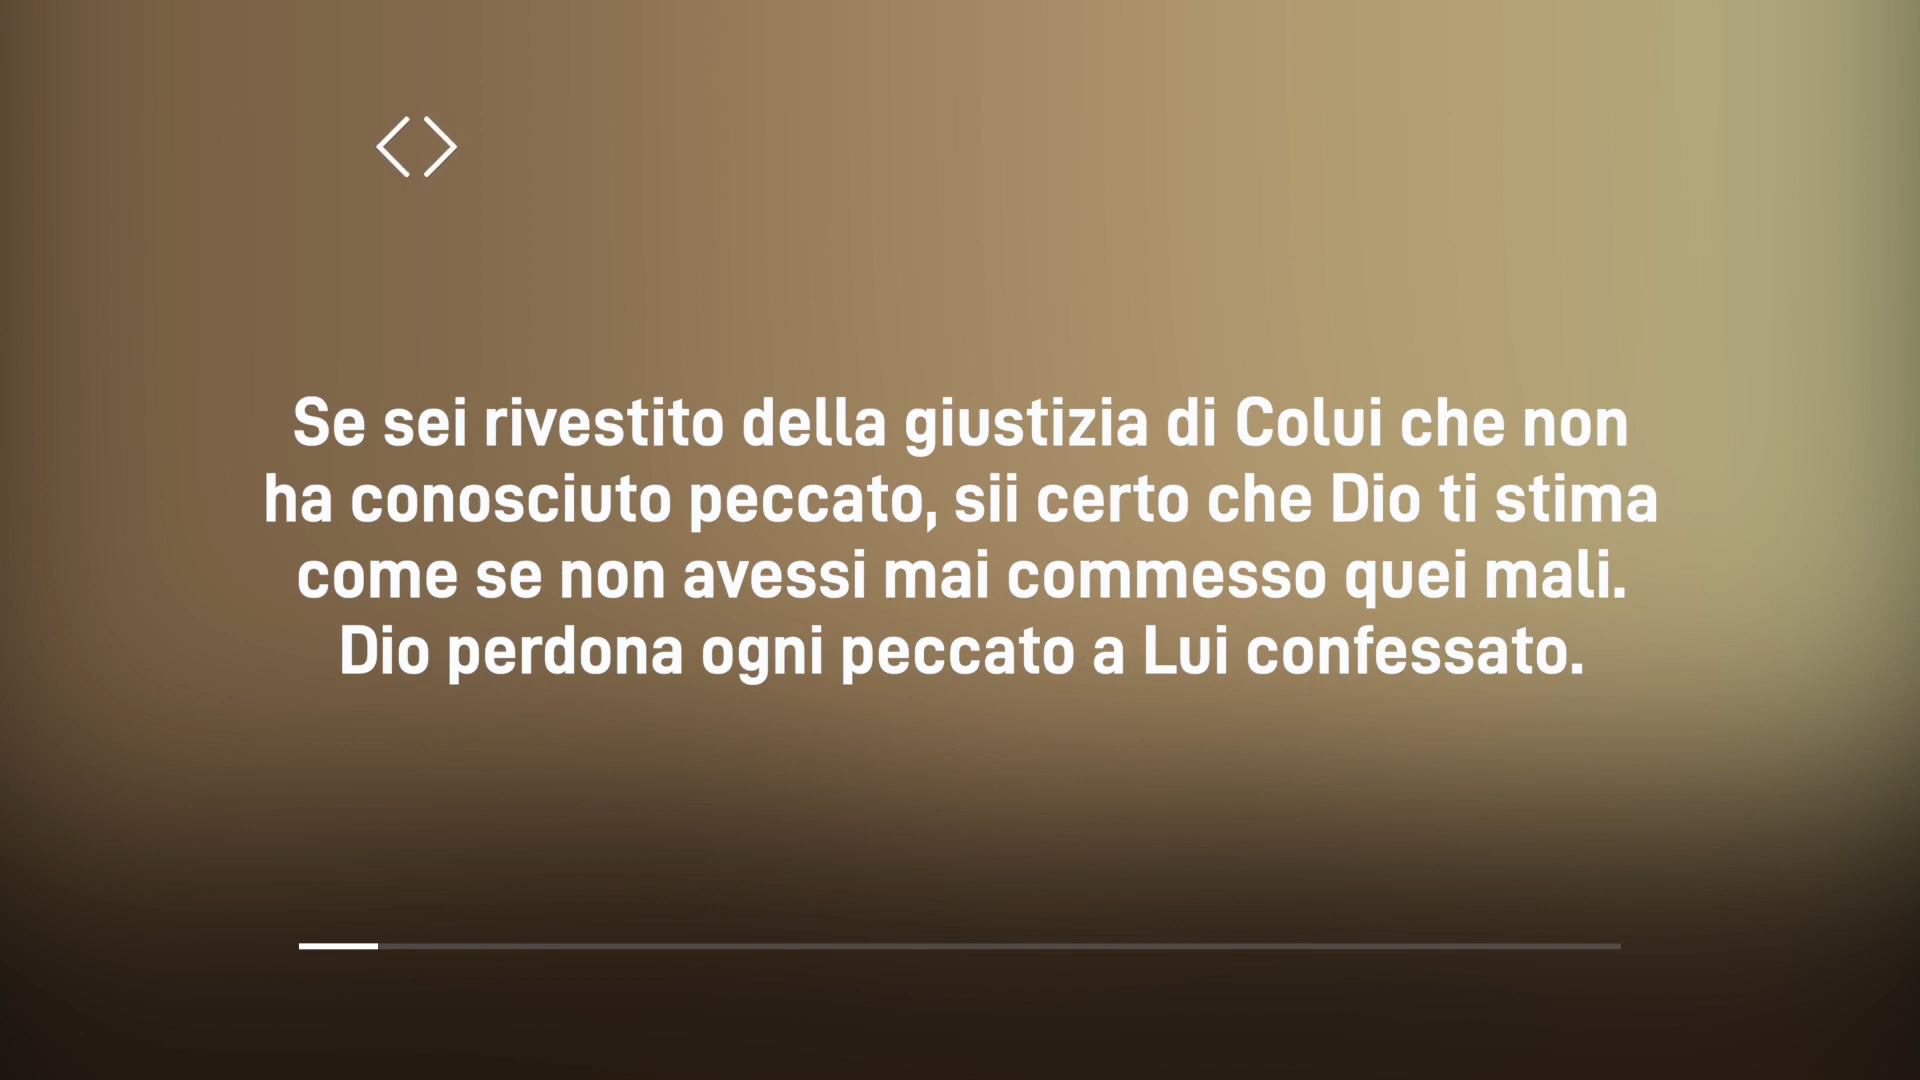 Se sei rivestito della giustizia di Colui che non
ha conosciuto peccato, sii certo che Dio ti stima
come se non avessi mai commesso quei mali.
Dio perdona ogni peccato a Lui confessato.